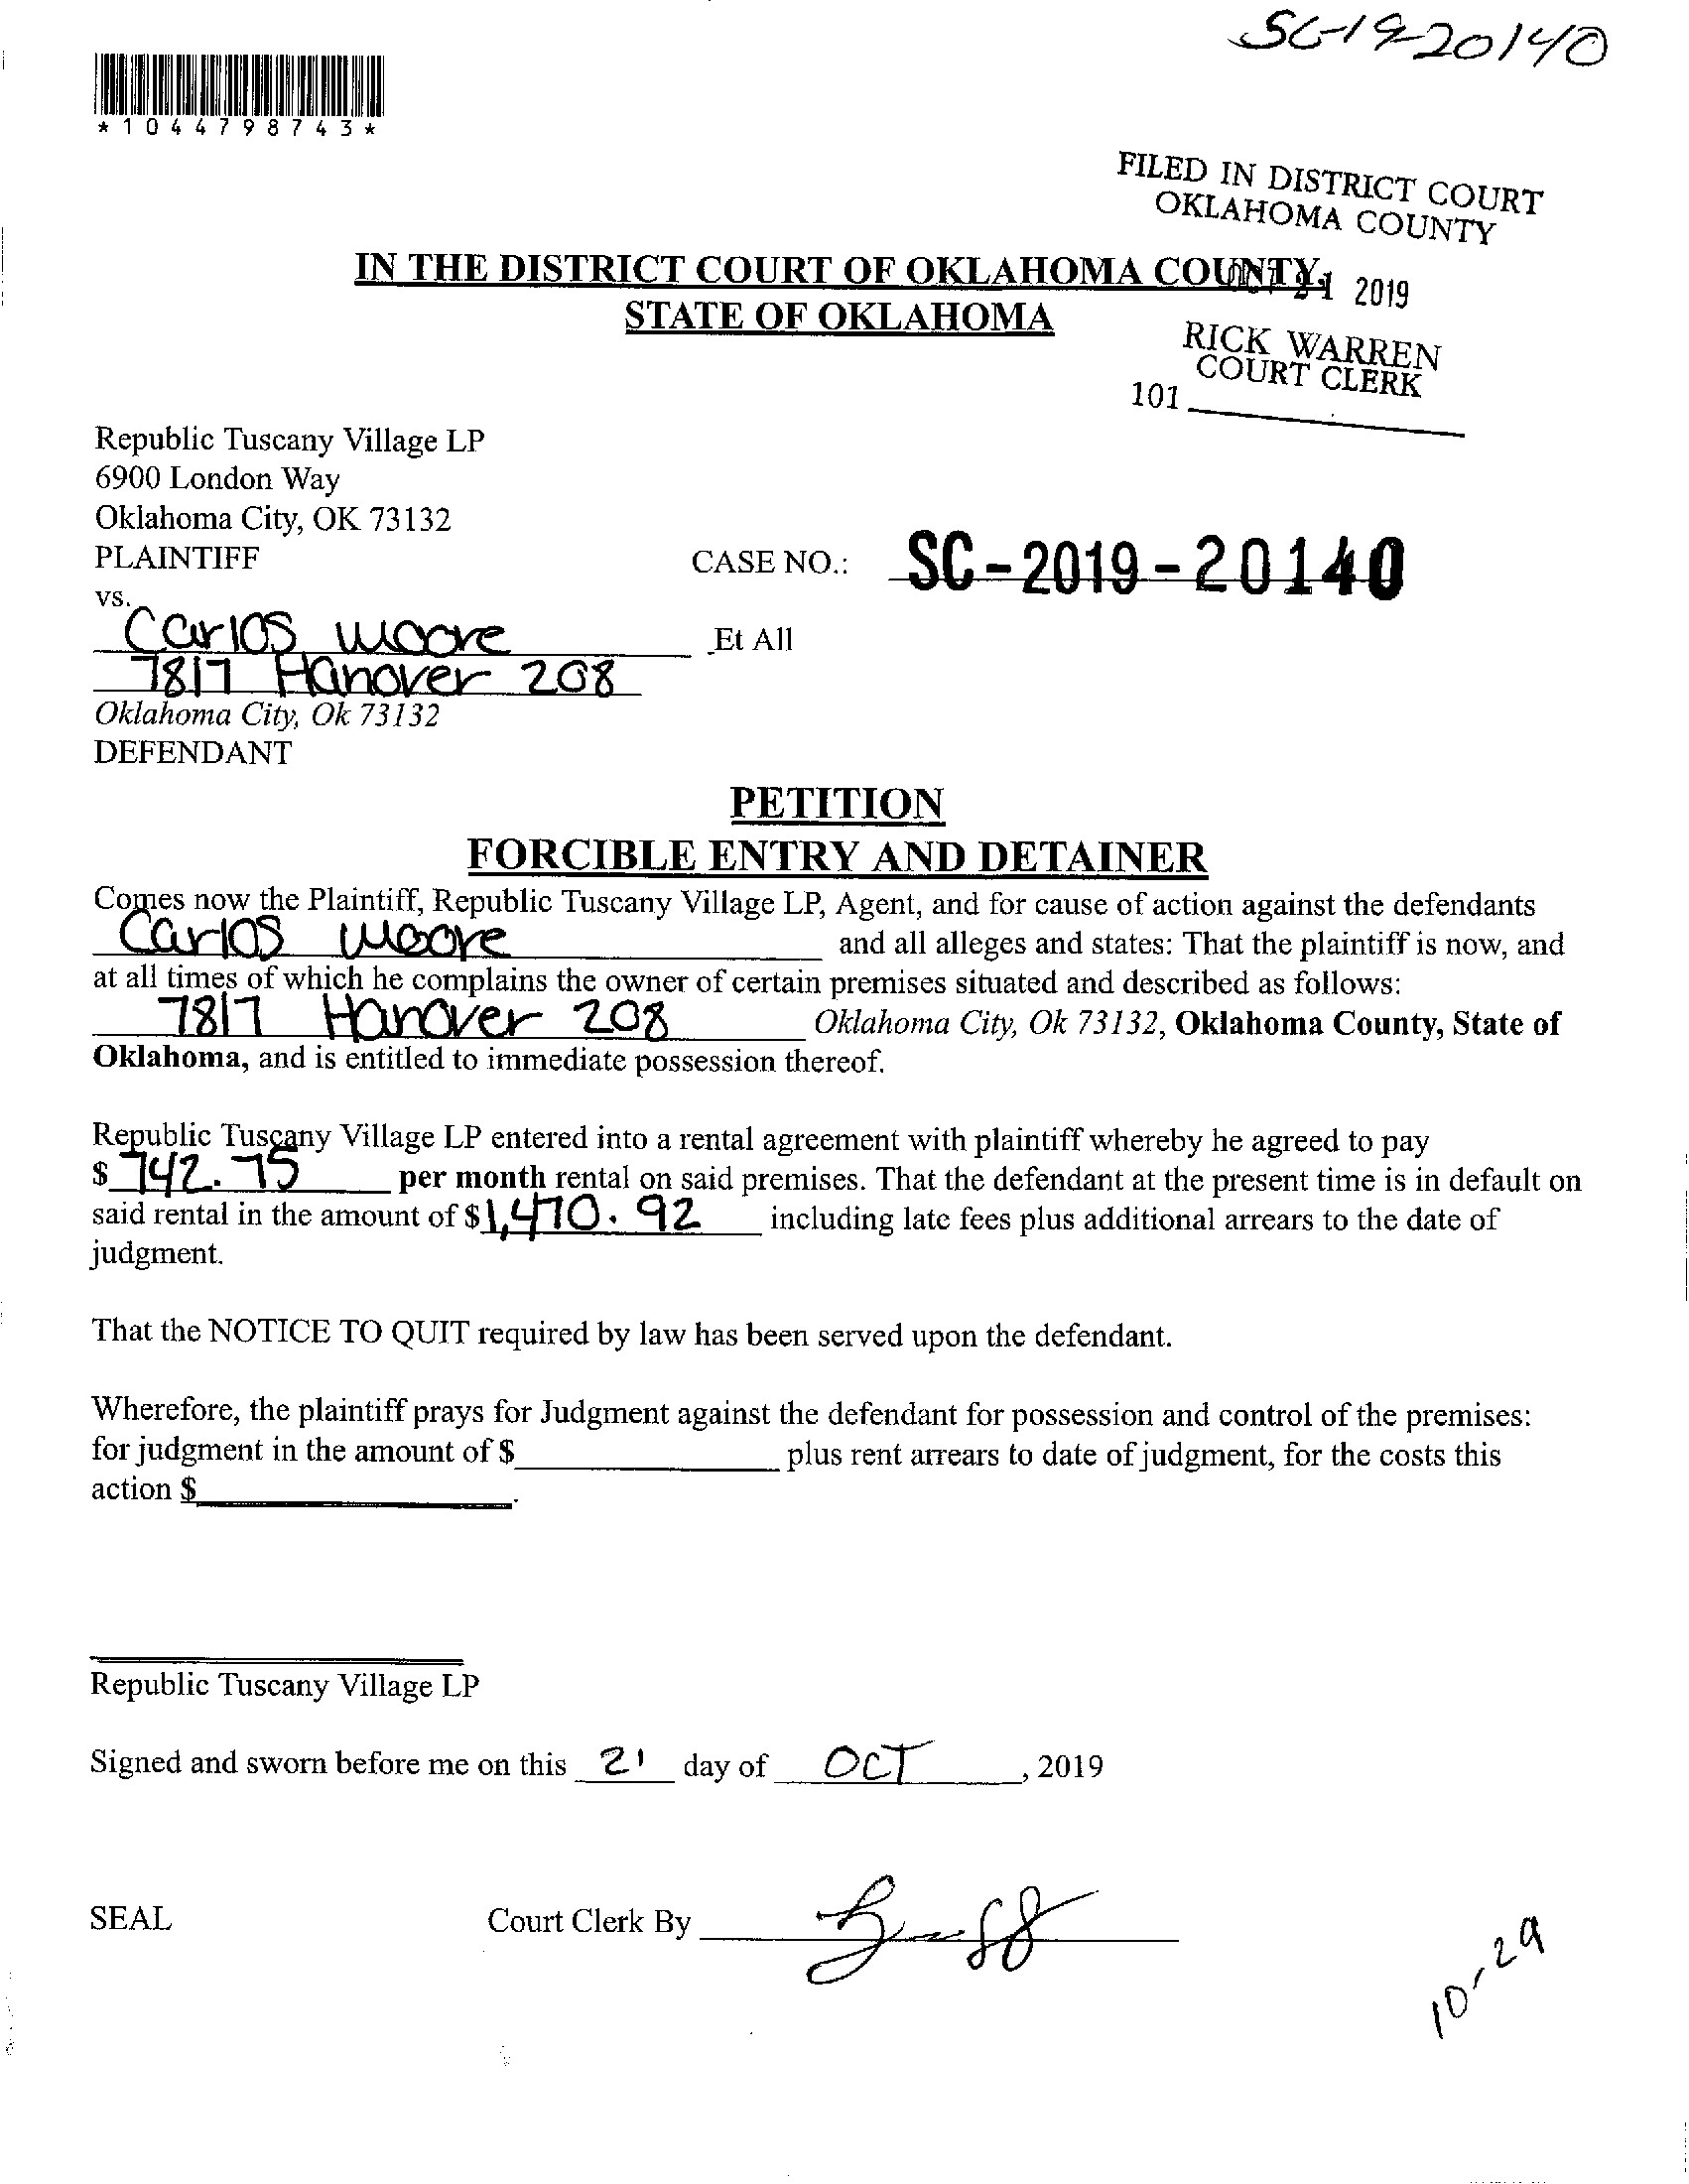 SC-19-20140
*1044798743*
FILED IN DISTRICT COURT
OKLAHOMA COUNTY
IN THE DISTRICT COURT OF OKLAHOMA COUNTY,
OCT 21 2019
STATE OF OKLAHOMA
RICK WARREN
COURT CLERK
101
Republic Tuscany Village LP
6900 London Way
Oklahoma City, OK 73132
PLAINTIFF
CASE NO.: SC-2019-20140
vs.
Carlos Moore Et All
7817 Hanover 208
Oklahoma City, Ok 73132
DEFENDANT
PETITION
FORCIBLE ENTRY AND DETAINER
Comes now the Plaintiff, Republic Tuscany Village LP, Agent, and for cause of action against the defendants
Carlos Moore and all alleges and states: That the plaintiff is now, and
at all times of which he complains the owner of certain premises situated and described as follows:
7817 Hanover 208 Oklahoma City, Ok 73132, Oklahoma County, State of
Oklahoma, and is entitled to immediate possession thereof.
Republic Tuscany Village LP entered into a rental agreement with plaintiff whereby he agreed to pay
$ 742.75 per month rental on said premises. That the defendant at the present time is in default on
said rental in the amount of $1,470.92 including late fees plus additional arrears to the date of
judgment.
That the NOTICE TO QUIT required by law has been served upon the defendant.
Wherefore, the plaintiff prays for Judgment against the defendant for possession and control of the premises:
for judgment in the amount of $ plus rent arrears to date of judgment, for the costs this
action $ .
Republic Tuscany Village LP
Signed and sworn before me on this 21 day of OCT , 2019
SEAL Court Clerk By
10-29